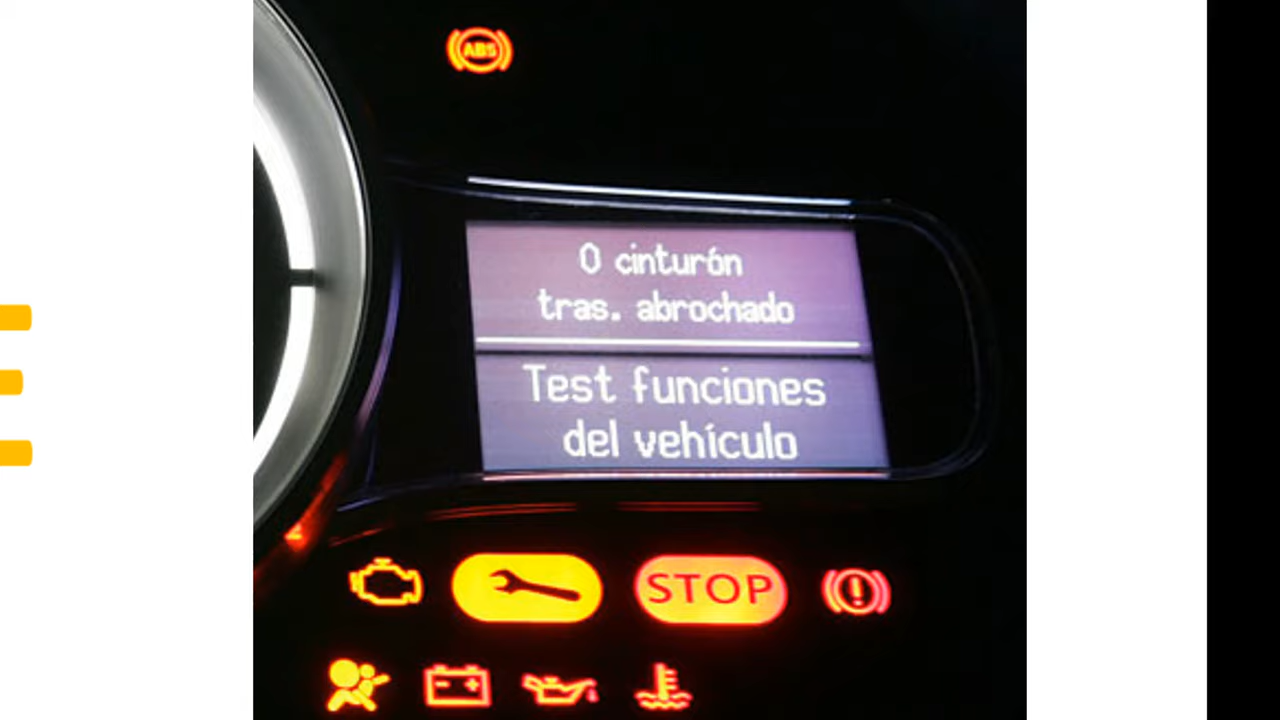 ABS
0 cinturón
tras. abrochado
Test funciones
del vehículo
STOP